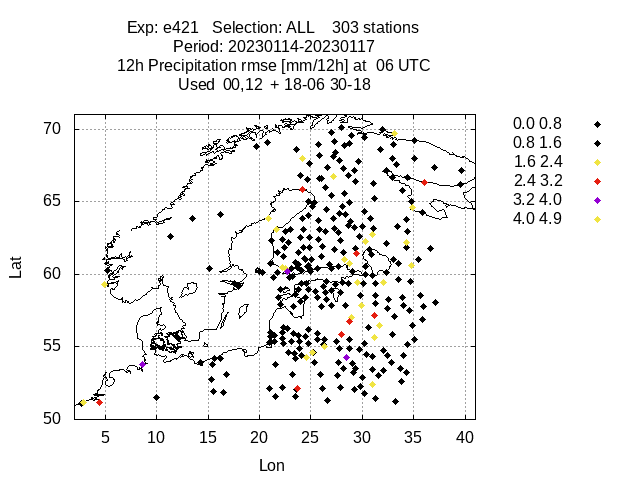 Exp: e421 Selection: ALL 303 stations
Period: 20230114-20230117
12h Precipitation rmse [mm/12h] at 06 UTC
Used 00,12 + 18-06 30-18
70
65
60
55
50
5 10 15 20 25 30 35 40
Lat
Lon
0.0 0.8
0.8 1.6
1.6 2.4
2.4 3.2
3.2 4.0
4.0 4.9